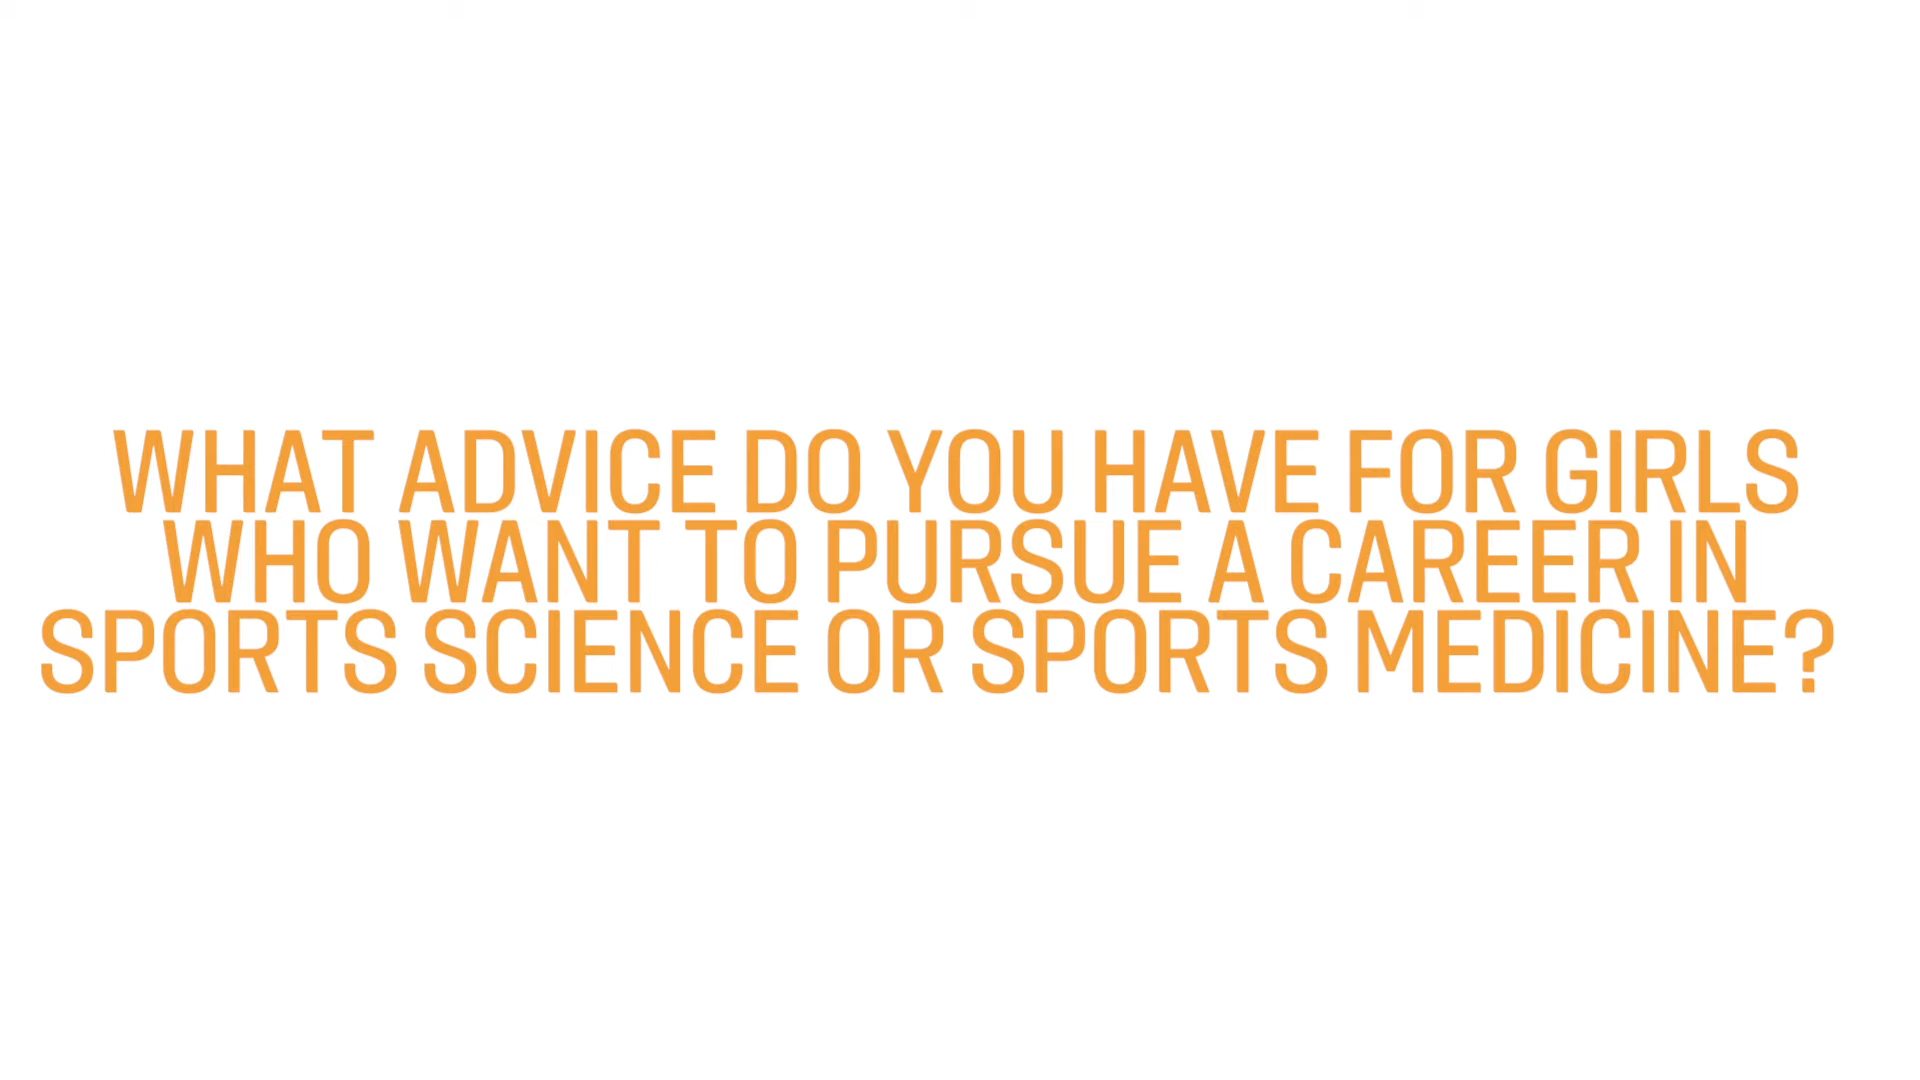 WHAT ADVICE DO YOU HAVE FOR GIRLS
WHO WANT TO PURSUE A CAREER IN
SPORTS SCIENCE OR SPORTS MEDICINE?